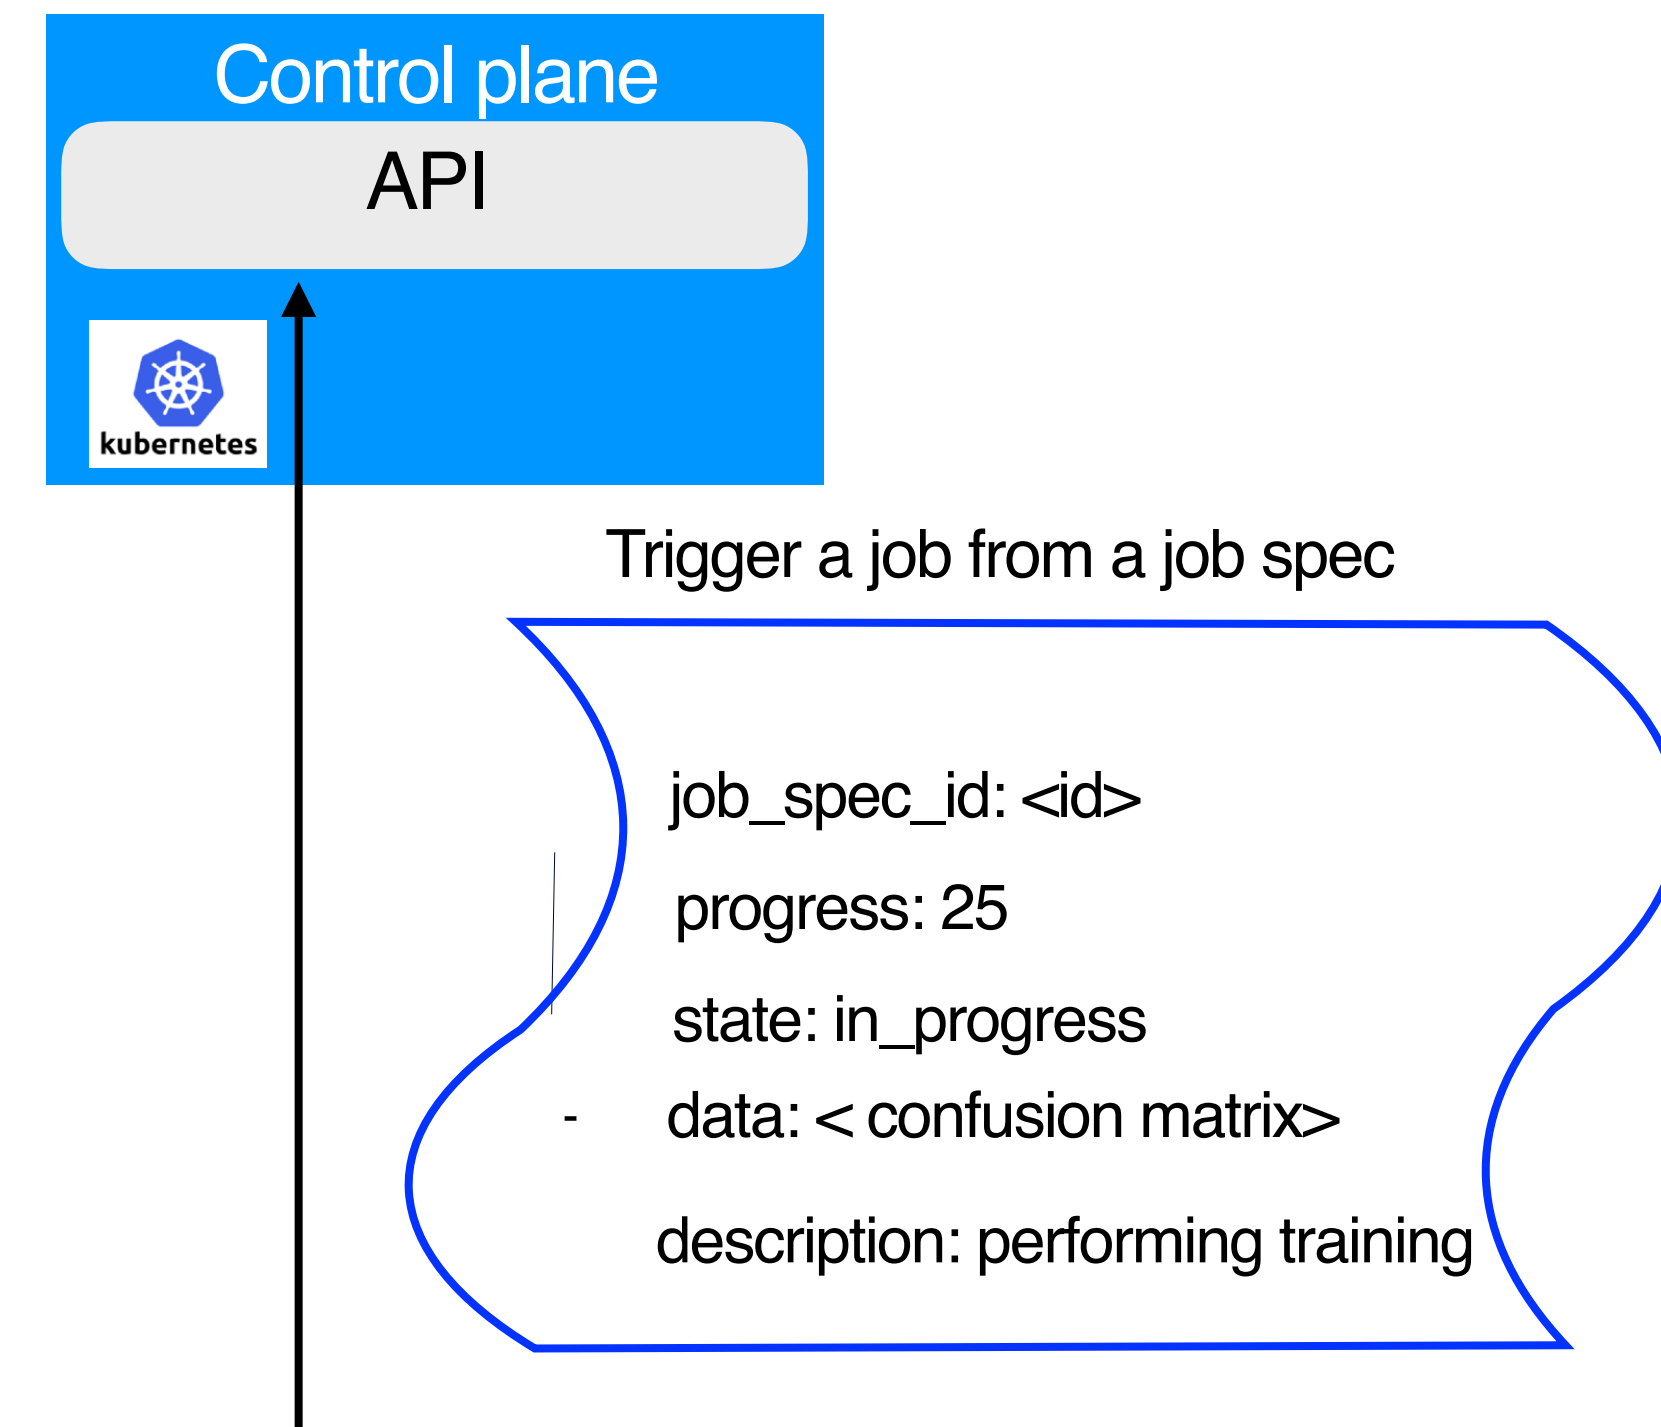 Control plane
API
kubernetes
Trigger a job from a job spec
job_spec_id: <id>
progress: 25
state: in_progress
- data: < confusion matrix>
description: performing training